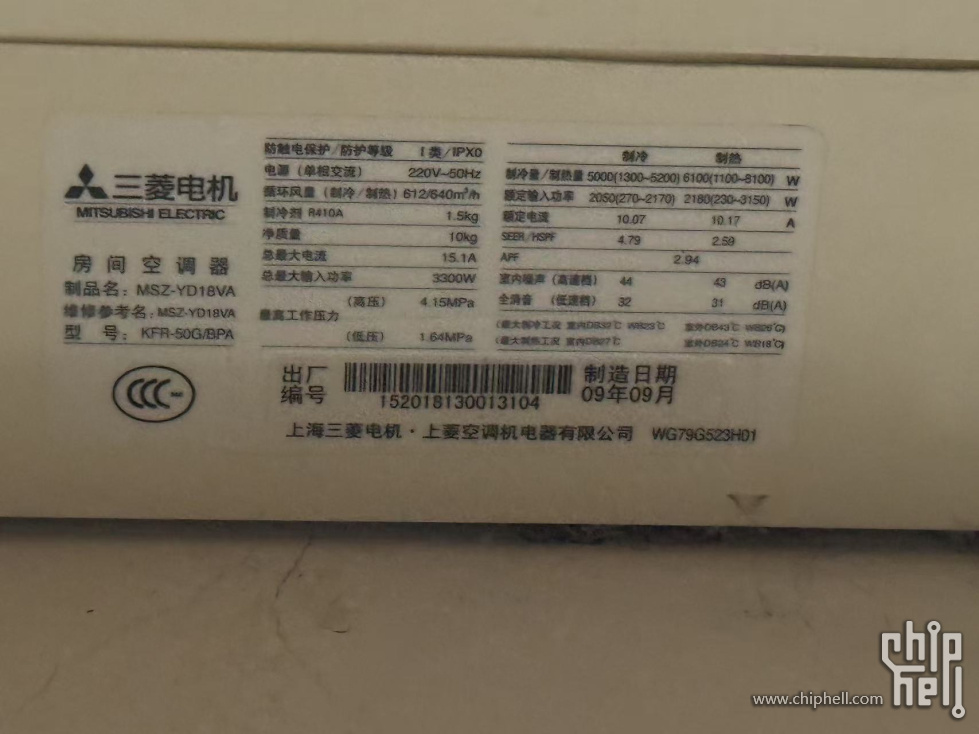 三菱电机
MITSUBISHI ELECTRIC
房间空调器
制品名：MSZ-YD18VA
维修参考名：MSZ-YD18VA
型 号：KFR-50G/BPA
防触电保护/防护等级 I类/IPX0
电源（单相交流） 220V~50Hz
循环风量（制冷/制热）612/640m³/h
制冷剂 R410A 1.5kg
净质量 10kg
总最大电流 15.1A
总最大输入功率 3300W
最高工作压力
（高压） 4.15MPa
（低压） 1.64MPa
制冷 制热
制冷量/制热量 5000(1300~5200) 6100(1100~8100) W
额定输入功率 2050(270~2170) 2180(230~3150) W
额定电流 10.07 10.17 A
SEER/HSPF 4.79 2.59
APF 2.94
室内噪声（高速档） 44 43 dB(A)
全消音（低速档） 32 31 dB(A)
出厂编号
152018130013104
制造日期
09年09月
上海三菱电机·上菱空调机电器有限公司 WG79G523H01
www.chiphell.com
chip hell